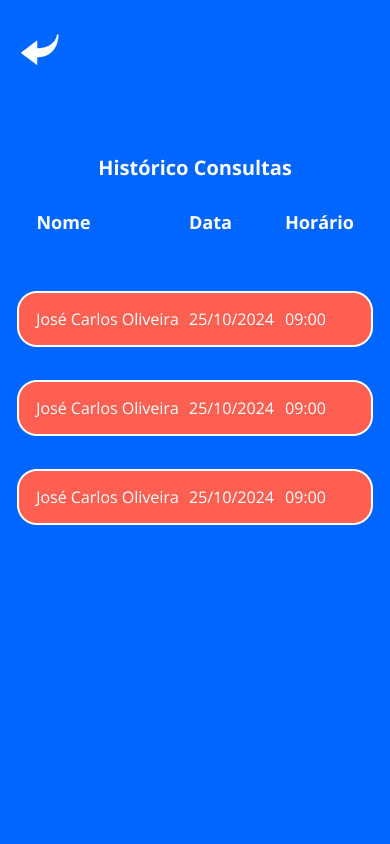 Histórico Consultas
Nome Data Horário
José Carlos Oliveira 25/10/2024 09:00
José Carlos Oliveira 25/10/2024 09:00
José Carlos Oliveira 25/10/2024 09:00